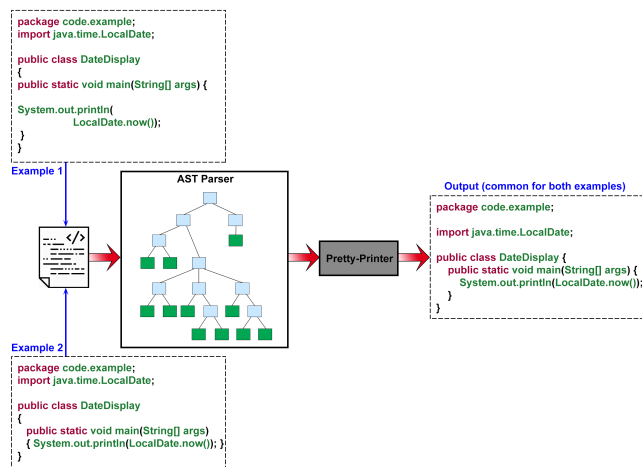 package code.example;
import java.time.LocalDate;
public class DateDisplay
{
public static void main(String[] args) {
System.out.println(
LocalDate.now());
}
}
Example 1
AST Parser
</>
Pretty-Printer
Output (common for both examples)
package code.example;
import java.time.LocalDate;
public class DateDisplay {
public static void main(String[] args) {
System.out.println(LocalDate.now());
}
}
Example 2
package code.example;
import java.time.LocalDate;
public class DateDisplay
{
public static void main(String[] args)
{ System.out.println(LocalDate.now()); }
}